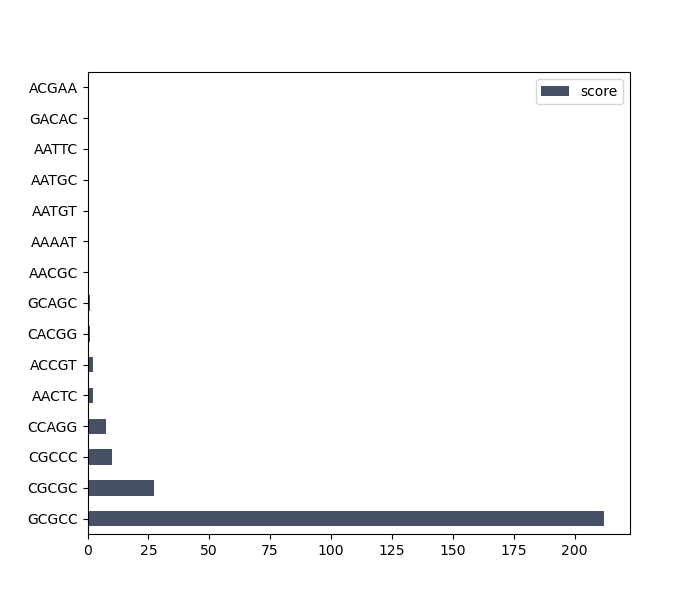 score
ACGAA
GACAC
AATTC
AATGC
AATGT
AAAAT
AACGC
GCAGC
CACGG
ACCGT
AACTC
CCAGG
CGCCC
CGCGC
GCGCC
0 25 50 75 100 125 150 175 200